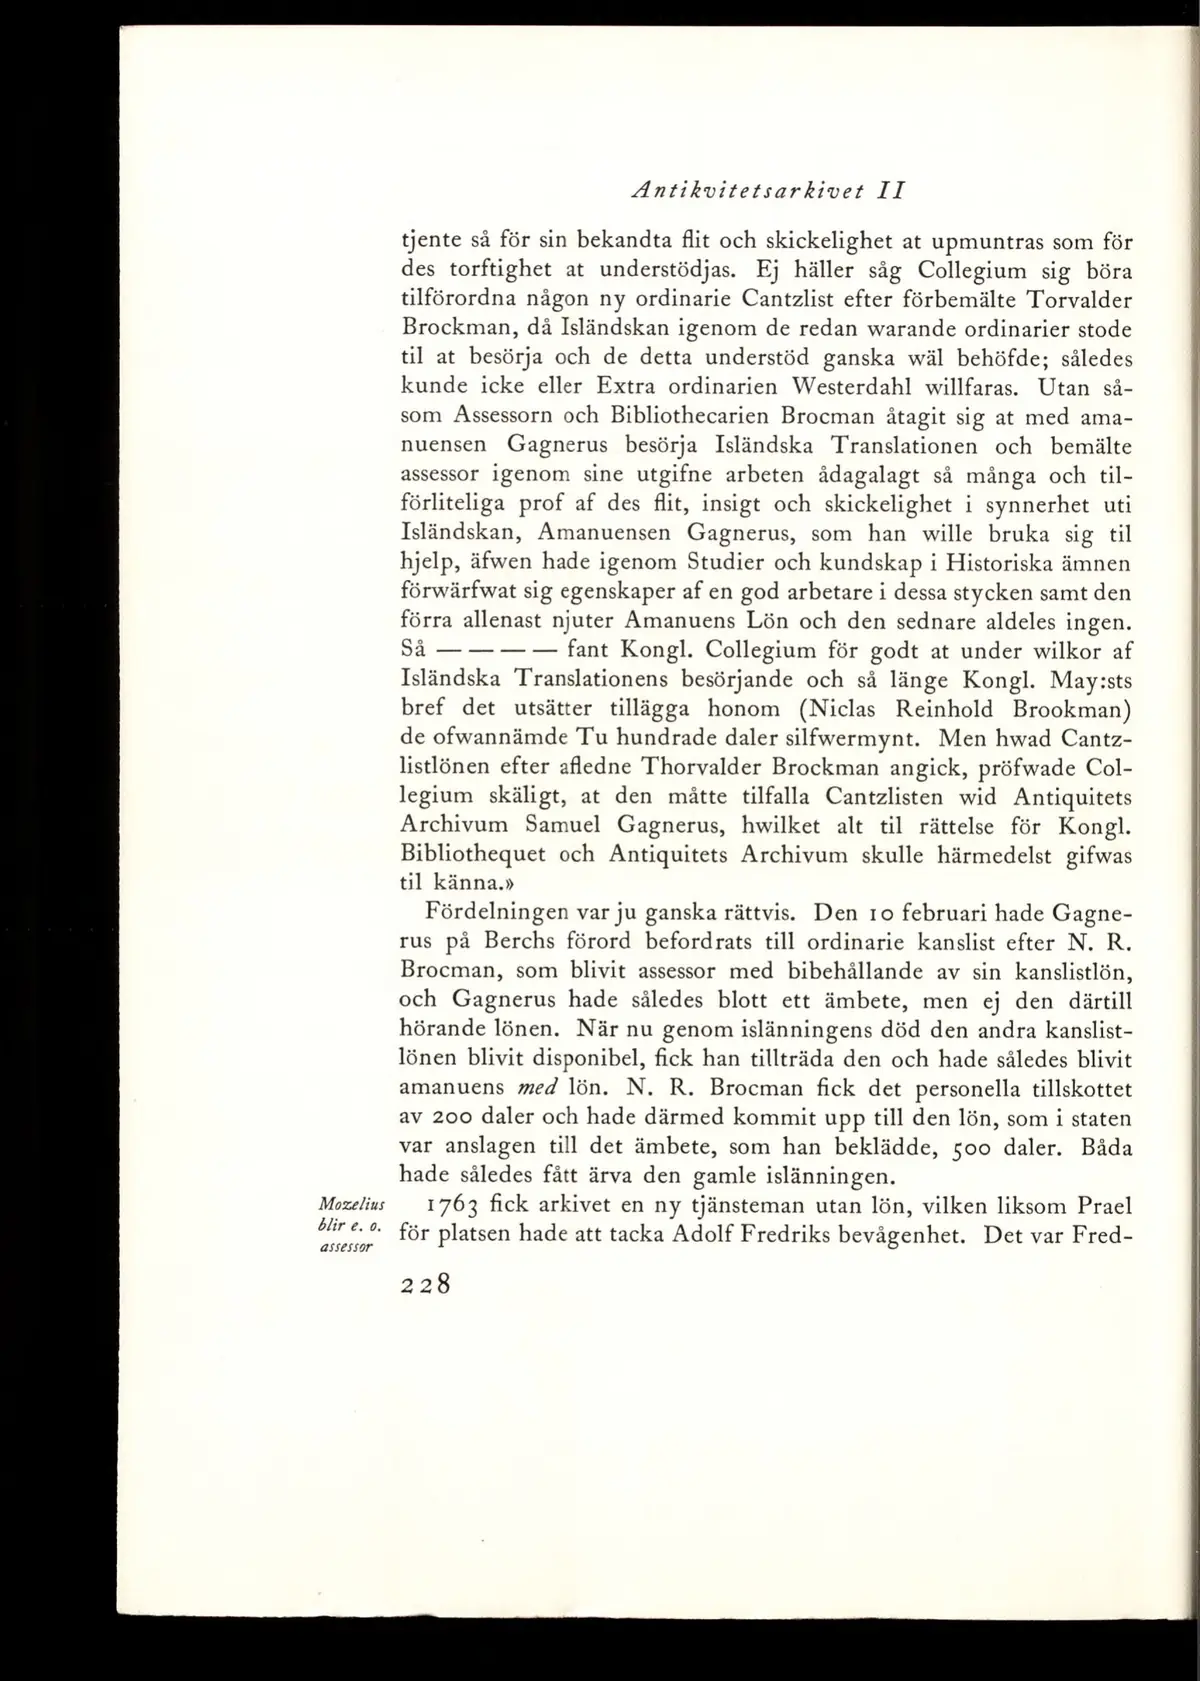 Antikvitetsarkivet II
tjente så för sin bekandta flit och skickelighet at upmuntras som för
des torftighet at understödjas. Ej häller såg Collegium sig böra
tilförordna någon ny ordinarie Cantzlist efter förbemälte Torvalder
Brockman, då Isländskan igenom de redan warande ordinarier stode
til at besörja och de detta understöd ganska wäl behöfde; således
kunde icke eller Extra ordinarien Westerdahl willfaras. Utan så-
som Assessorn och Bibliothecarien Brocman åtagit sig at med ama-
nuensen Gagnerus besörja Isländska Translationen och bemälte
assessor igenom sine utgifne arbeten ådagalagt så många och til-
förliteliga prof af des flit, insigt och skickelighet i synnerhet uti
Isländskan, Amanuensen Gagnerus, som han wille bruka sig til
hjelp, äfwen hade igenom Studier och kundskap i Historiska ämnen
förwärfwat sig egenskaper af en god arbetare i dessa stycken samt den
förra allenast njuter Amanuens Lön och den sednare aldeles ingen.
Så — — — — fant Kongl. Collegium för godt at under wilkor af
Isländska Translationens besörjande och så länge Kongl. May:sts
bref det utsätter tillägga honom (Niclas Reinhold Brookman)
de ofwannämde Tu hundrade daler silfwermynt. Men hwad Cantz-
listlönen efter afledne Thorvalder Brockman angick, pröfwade Col-
legium skäligt, at den måtte tilfalla Cantzlisten wid Antiquitets
Archivum Samuel Gagnerus, hwilket alt til rättelse för Kongl.
Bibliothequet och Antiquitets Archivum skulle härmedelst gifwas
til känna.»
Fördelningen var ju ganska rättvis. Den 10 februari hade Gagne-
rus på Berchs förord befordrats till ordinarie kanslist efter N. R.
Brocman, som blivit assessor med bibehållande av sin kanslistlön,
och Gagnerus hade således blott ett ämbete, men ej den därtill
hörande lönen. När nu genom islänningens död den andra kanslist-
lönen blivit disponibel, fick han tillträda den och hade således blivit
amanuens med lön. N. R. Brocman fick det personella tillskottet
av 200 daler och hade därmed kommit upp till den lön, som i staten
var anslagen till det ämbete, som han beklädde, 500 daler. Båda
hade således fått ärva den gamle islänningen.
Mozelius
blir e. o.
assessor
1763 fick arkivet en ny tjänsteman utan lön, vilken liksom Prael
för platsen hade att tacka Adolf Fredriks bevågenhet. Det var Fred-
228